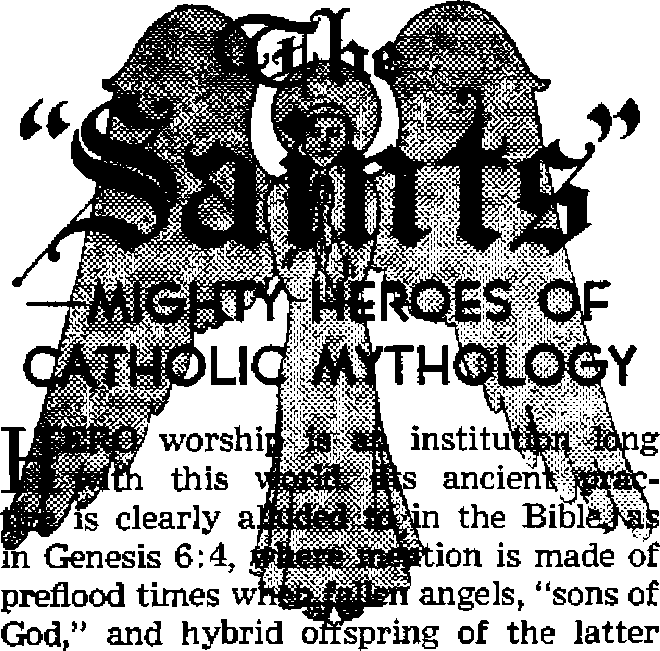 The
“Saints”
—MIGHTY HEROES OF
CATHOLIC MYTHOLOGY
HERO worship is an institution long
with this world. Its ancient prac-
tice is clearly alluded to in the Bible, as
in Genesis 6:4, where mention is made of
preflood times when fallen angels, “sons of
God,” and hybrid offspring of the latter